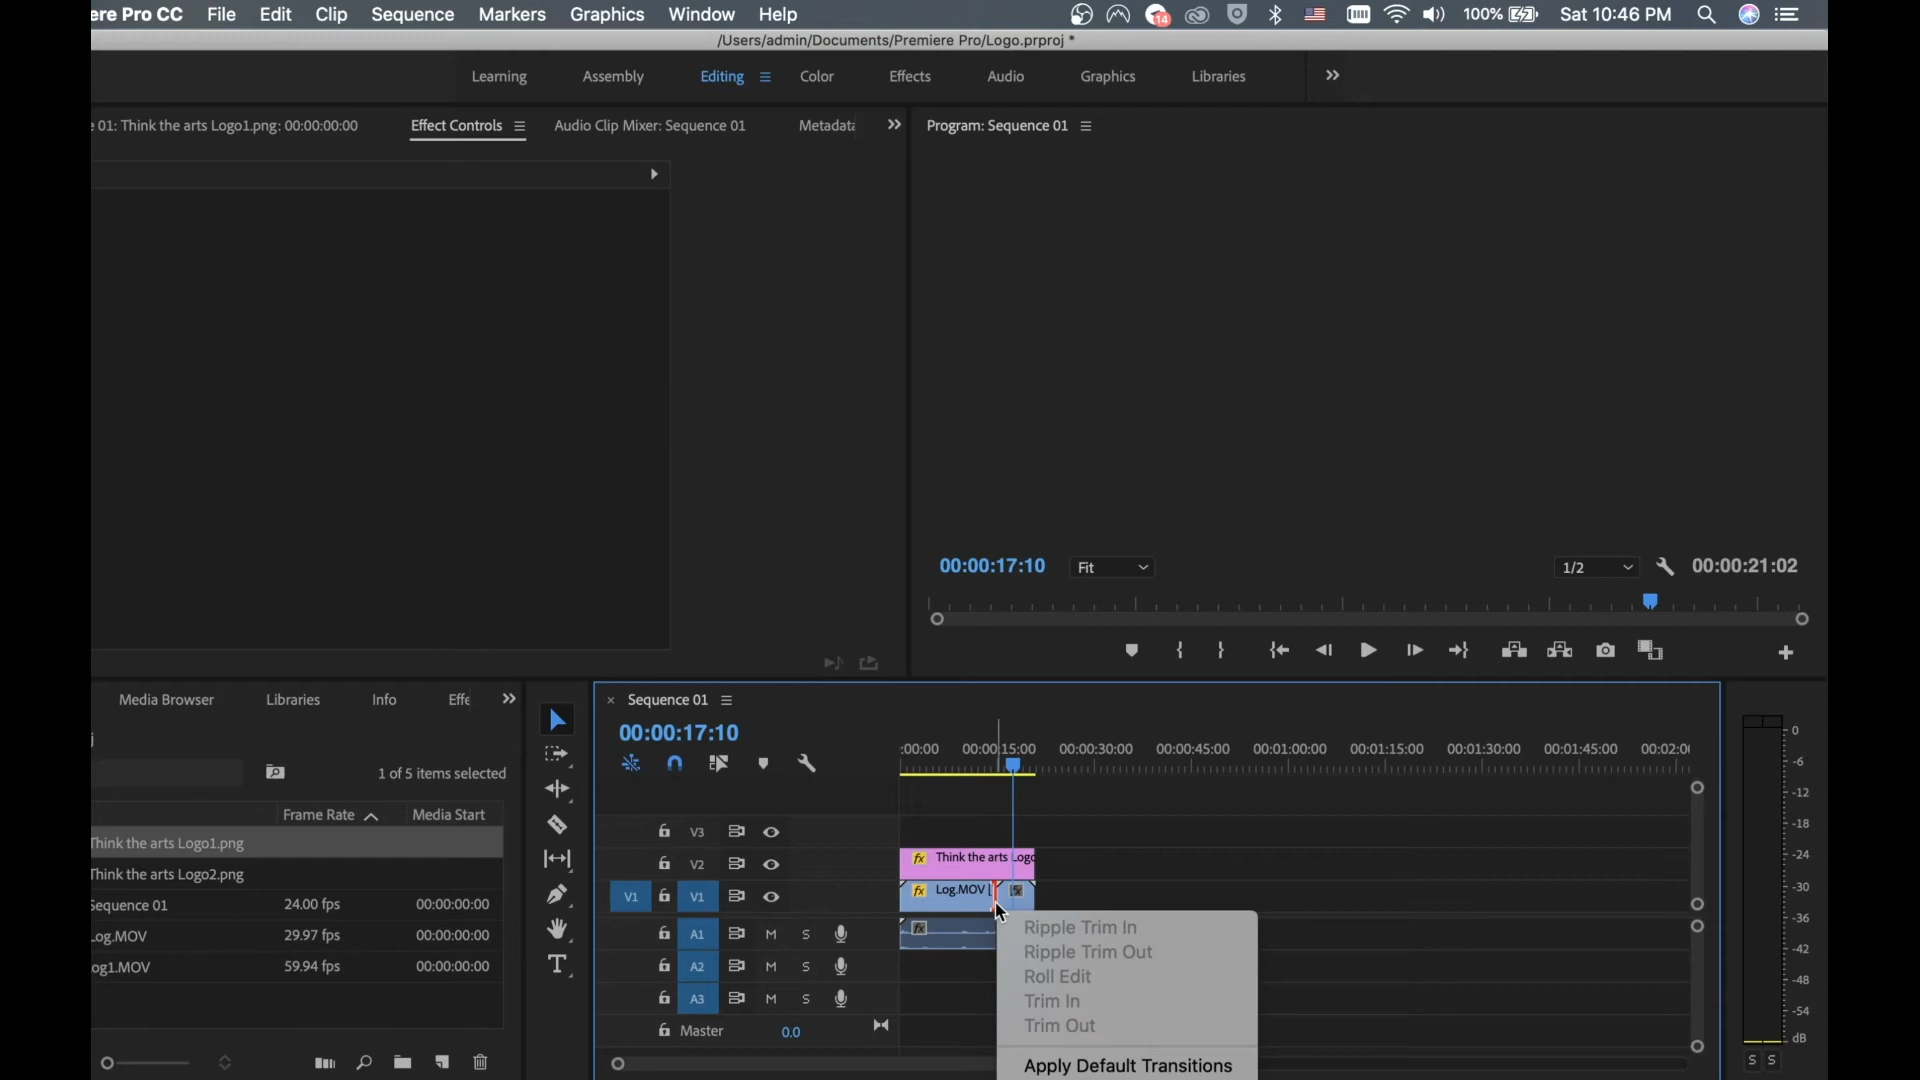 ere Pro CC File Edit Clip Sequence Markers Graphics Window Help 14 100% Sat 10:46 PM
/Users/admin/Documents/Premiere Pro/Logo.prproj *
Learning Assembly Editing Color Effects Audio Graphics Libraries
e 01: Think the arts Logo1.png: 00:00:00:00 Effect Controls Audio Clip Mixer: Sequence 01 Metadata Program: Sequence 01
00:00:17:10 Fit 1/2 00:00:21:02
Media Browser Libraries Info Effe
Sequence 01
00:00:17:10
:00:00 00:00:15:00 00:00:30:00 00:00:45:00 00:01:00:00 00:01:15:00 00:01:30:00 00:01:45:00 00:02:0
1 of 5 items selected
Frame Rate Media Start
Think the arts Logo1.png
Think the arts Logo2.png
Sequence 01 24.00 fps 00:00:00:00
Log.MOV 29.97 fps 00:00:00:00
og1.MOV 59.94 fps 00:00:00:00
T
V3
V2 fx Think the arts Logo
V1 V1 fx Log.MOV [ fx
A1 M S fx
A2 M S
A3 M S
Master 0.0
Ripple Trim In
Ripple Trim Out
Roll Edit
Trim In
Trim Out
Apply Default Transitions
0
-6
-12
-18
-24
-30
-36
-42
-48
-54
dB
S S